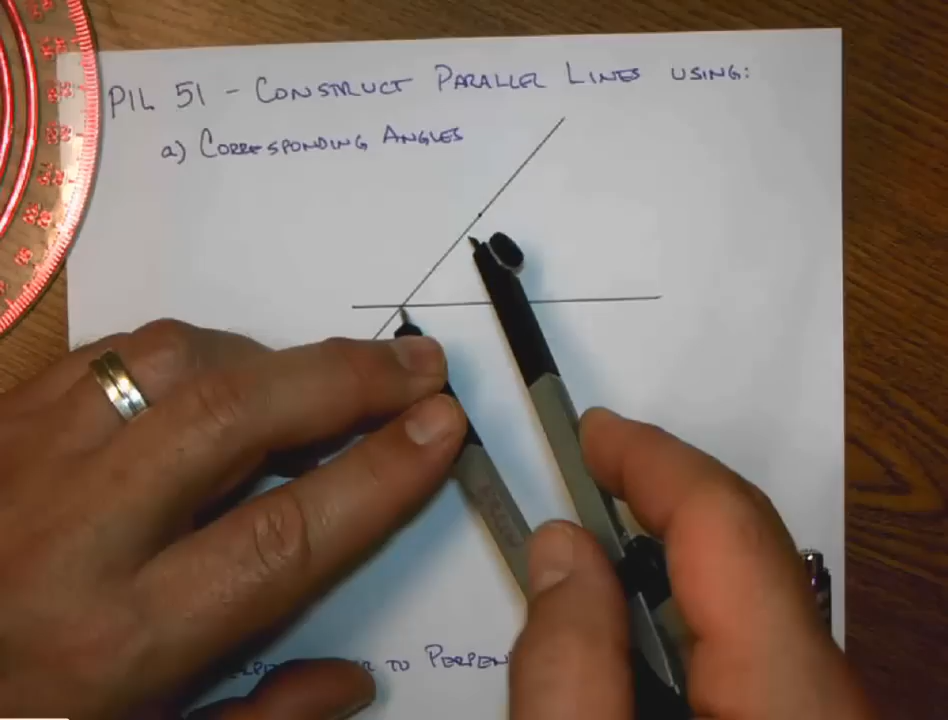 PIL 51 - CONSTRUCT PARALLEL LINES USING:
a) CORRESPONDING ANGLES
TO